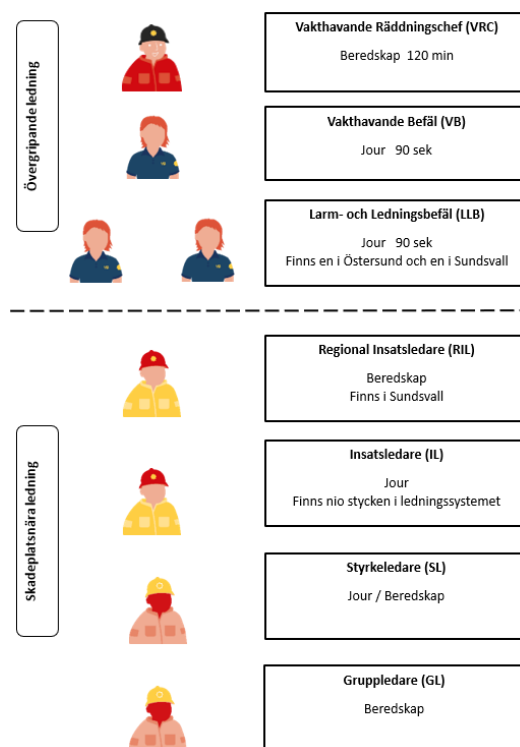 Övergripande ledning
Vakthavande Räddningschef (VRC)
Beredskap 120 min
Vakthavande Befäl (VB)
Jour 90 sek
Larm- och Ledningsbefäl (LLB)
Jour 90 sek
Finns en i Östersund och en i Sundsvall
Skadeplatsnära ledning
Regional Insatsledare (RIL)
Beredskap
Finns i Sundsvall
Insatsledare (IL)
Jour
Finns nio stycken i ledningssystemet
Styrkeledare (SL)
Jour / Beredskap
Gruppledare (GL)
Beredskap